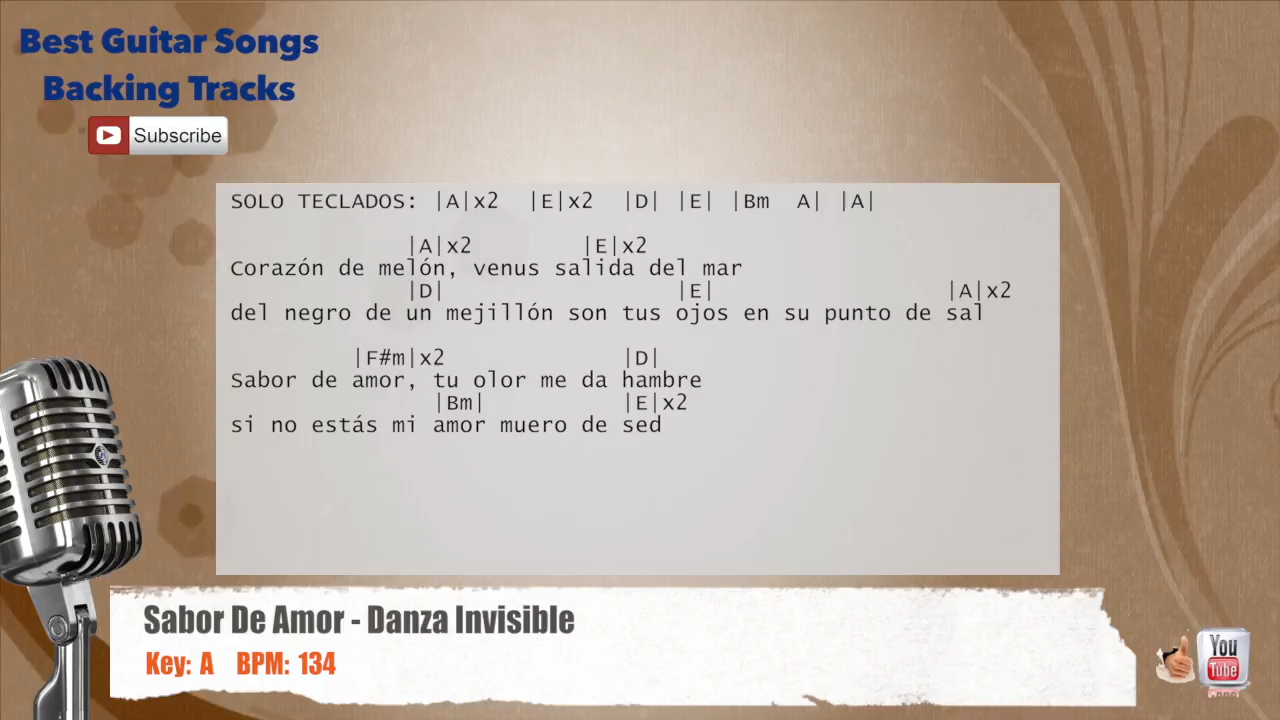 Best Guitar Songs
Backing Tracks
Subscribe
SOLO TECLADOS: |A|x2 |E|x2 |D| |E| |Bm A| |A|
|A|x2 |E|x2
Corazón de melón, venus salida del mar
|D| |E| |A|x2
del negro de un mejillón son tus ojos en su punto de sal
|F#m|x2 |D|
Sabor de amor, tu olor me da hambre
|Bm| |E|x2
si no estás mi amor muero de sed
Sabor De Amor - Danza Invisible
Key: A BPM: 134
You
Tube